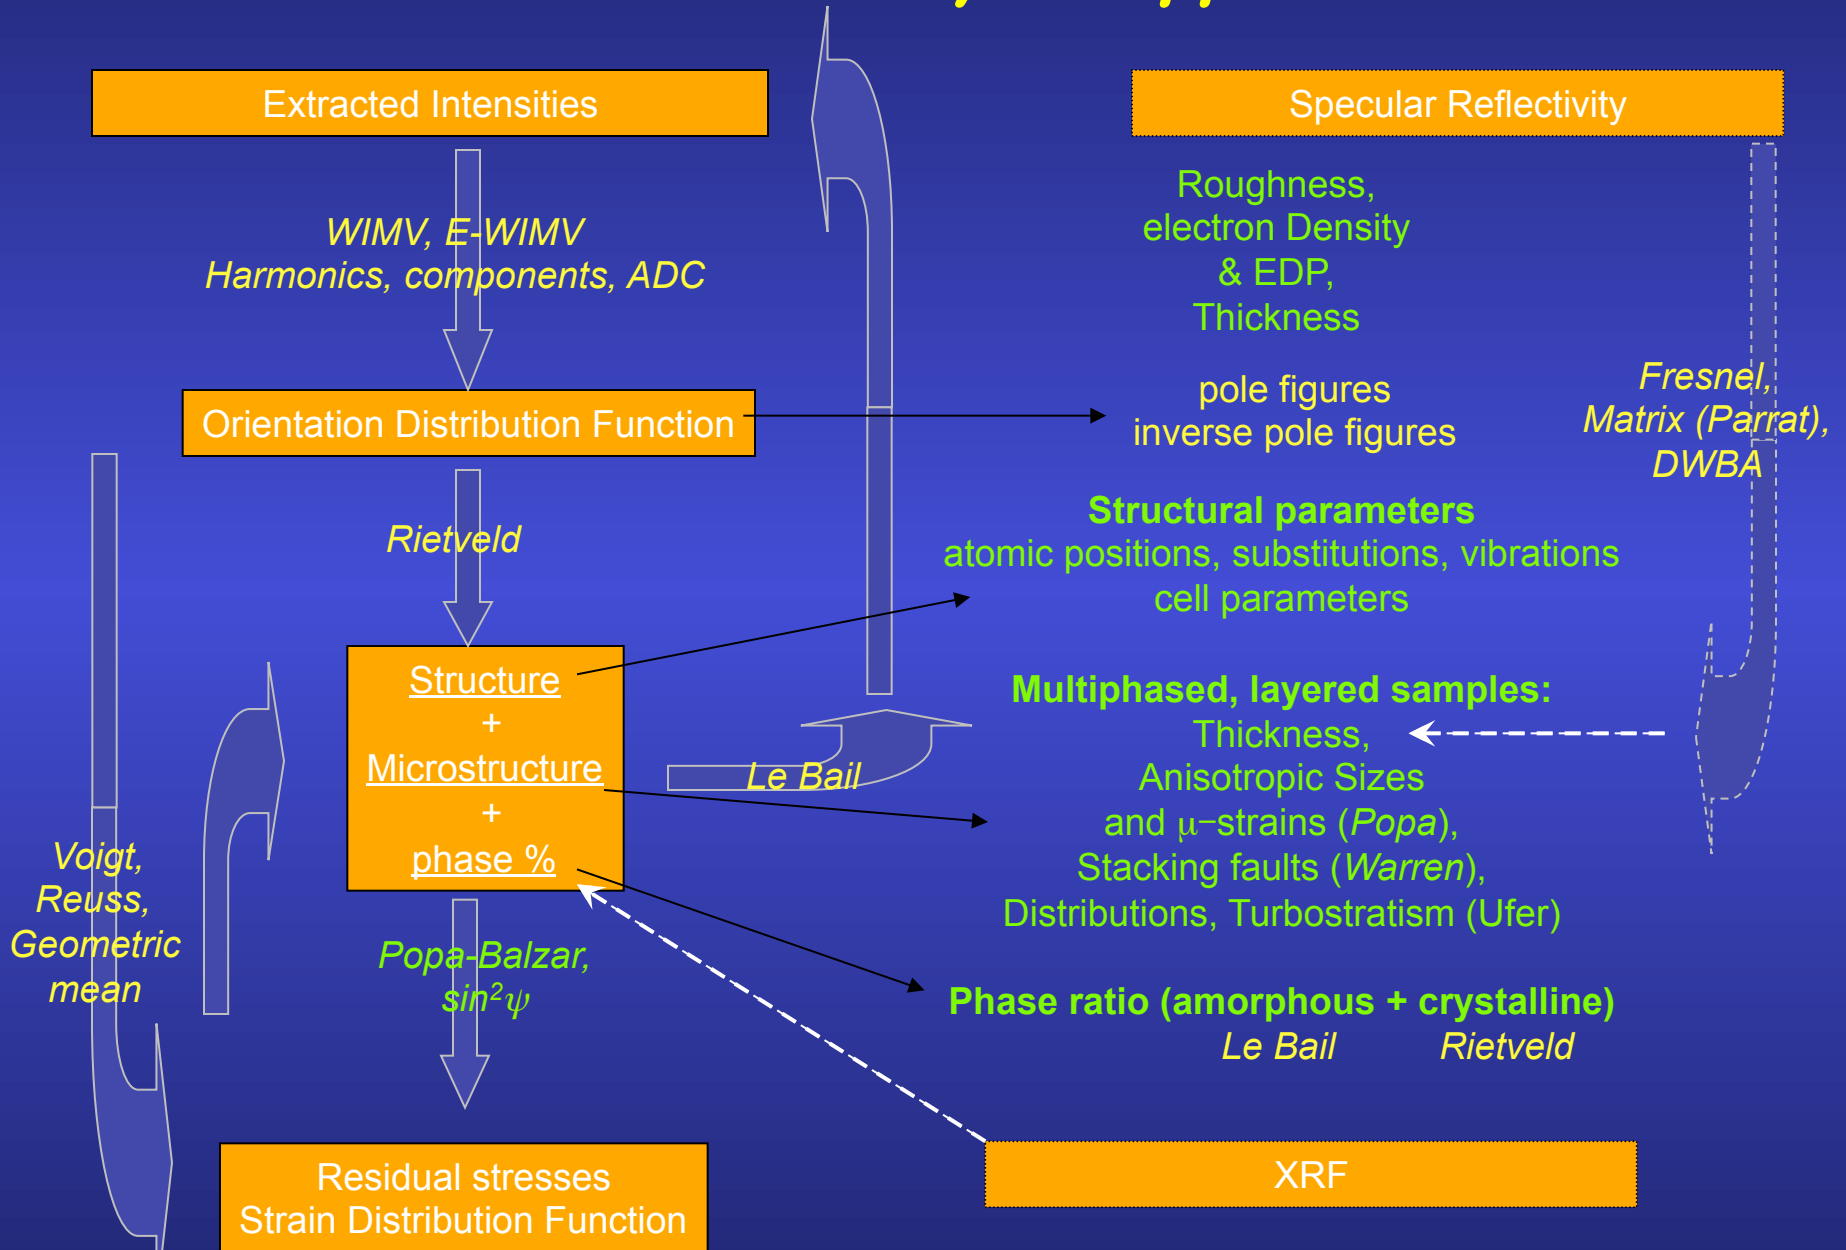 Extracted Intensities
Specular Reflectivity
WIMV, E-WIMV
Harmonics, components, ADC
Roughness,
electron Density
& EDP,
Thickness
Orientation Distribution Function
pole figures
inverse pole figures
Fresnel,
Matrix (Parrat),
DWBA
Rietveld
Structural parameters
atomic positions, substitutions, vibrations
cell parameters
Structure
+
Microstructure
+
phase %
Le Bail
Multiphased, layered samples:
Thickness,
Anisotropic Sizes
and μ–strains (Popa),
Stacking faults (Warren),
Distributions, Turbostratism (Ufer)
Voigt,
Reuss,
Geometric
mean
Popa-Balzar,
sin²ψ
Phase ratio (amorphous + crystalline)
Le Bail Rietveld
Residual stresses
Strain Distribution Function
XRF